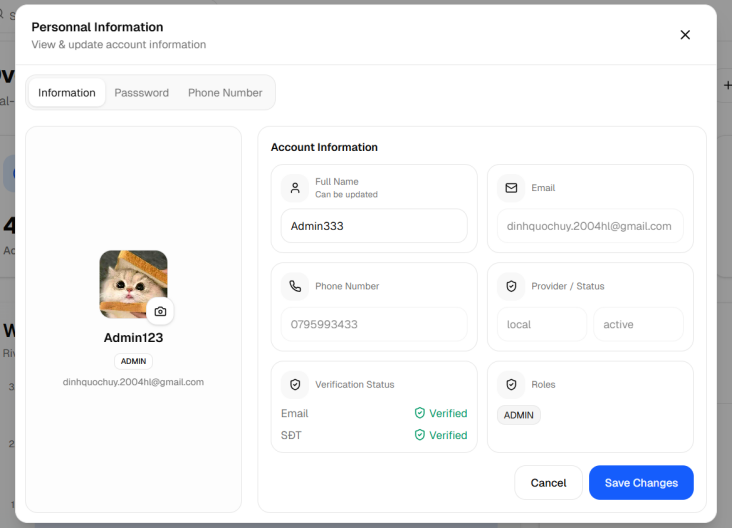 Personnal Information
View & update account information
Information
Passsword
Phone Number
Admin123
ADMIN
dinhquochuy.2004hl@gmail.com
Account Information
Full Name
Can be updated
Admin333
Email
dinhquochuy.2004hl@gmail.com
Phone Number
0795993433
Provider / Status
local
active
Verification Status
Email
Verified
SĐT
Verified
Roles
ADMIN
Cancel
Save Changes